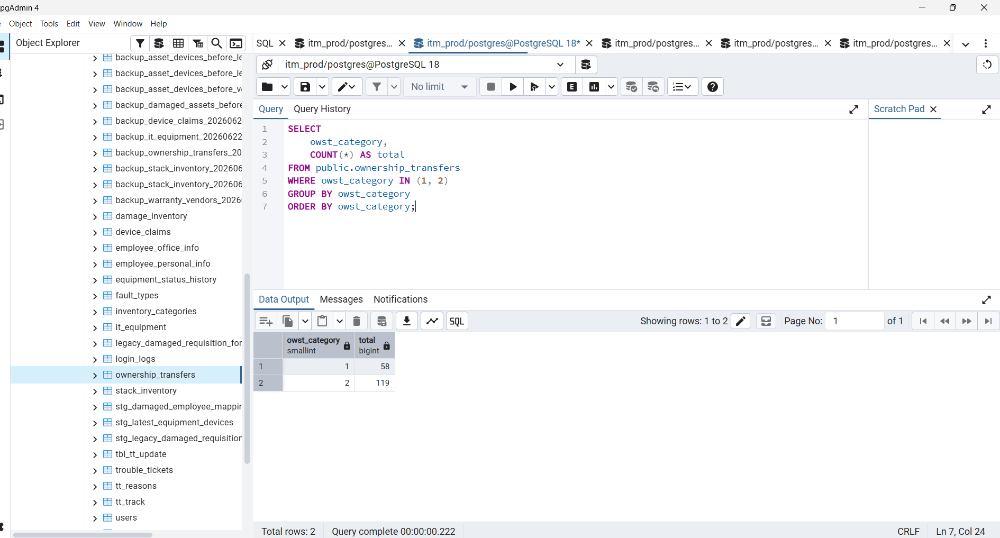 pgAdmin 4
Object Tools Edit View Window Help
Object Explorer
SQL
itm_prod/postgres...
itm_prod/postgres@PostgreSQL 18*
itm_prod/postgres...
itm_prod/postgres...
itm_prod/postgres...
itm_prod/postgres@PostgreSQL 18
No limit
E
Query
Query History
Scratch Pad
1 SELECT
2 owst_category,
3 COUNT(*) AS total
4 FROM public.ownership_transfers
5 WHERE owst_category IN (1, 2)
6 GROUP BY owst_category
7 ORDER BY owst_category;
backup_asset_devices_before_le
backup_asset_devices_before_le
backup_asset_devices_before_v
backup_damaged_assets_before
backup_device_claims_2026062
backup_it_equipment_20260622
backup_ownership_transfers_20
backup_stack_inventory_202606
backup_stack_inventory_202606
backup_warranty_vendors_2026
damage_inventory
device_claims
employee_office_info
employee_personal_info
equipment_status_history
fault_types
inventory_categories
it_equipment
legacy_damaged_requisition_for
login_logs
ownership_transfers
stack_inventory
stg_damaged_employee_mappin
stg_latest_equipment_devices
stg_legacy_damaged_requisition
tbl_tt_update
trouble_tickets
tt_reasons
tt_track
users
Data Output Messages Notifications
SQL
Showing rows: 1 to 2
Page No: 1 of 1
owst_category smallint
total bigint
1 1 58
2 2 119
Total rows: 2
Query complete 00:00:00.222
CRLF
Ln 7, Col 24